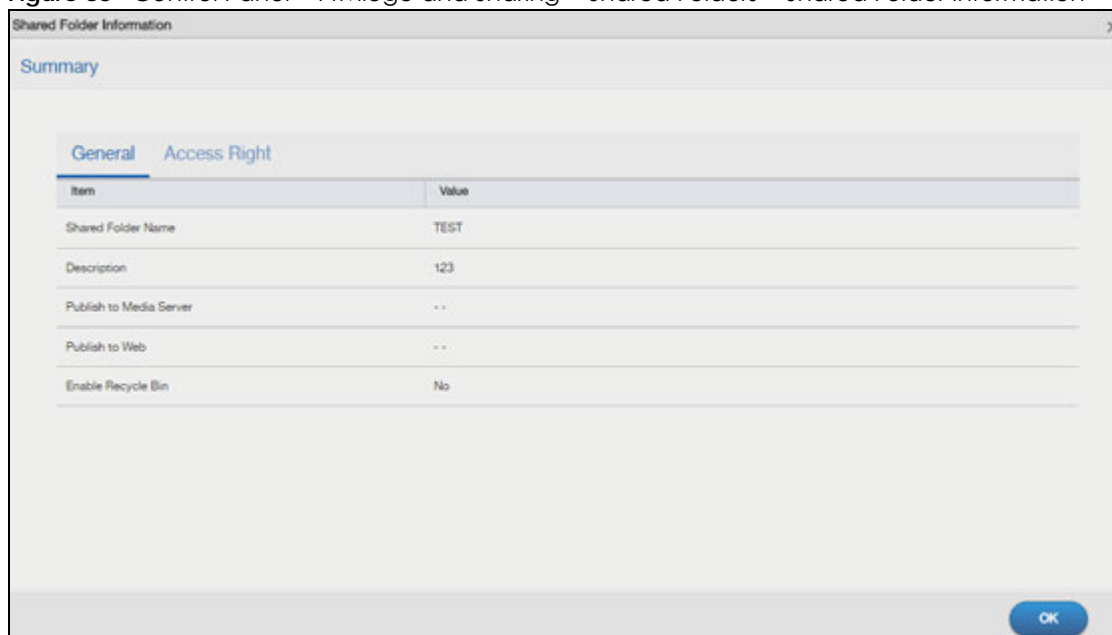 Shared Folder Information
Summary
General Access Right
Item Value
Shared Folder Name TEST
Description 123
Publish to Media Server - -
Publish to Web - -
Enable Recycle Bin No
OK